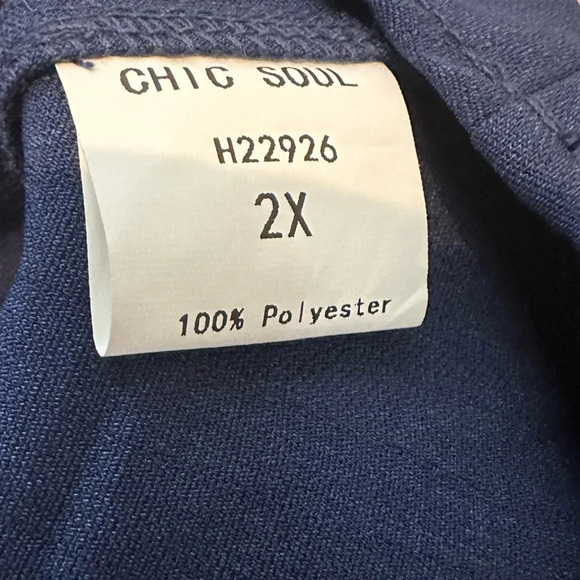 CHIC SOUL
H22926
2X
100% Polyester